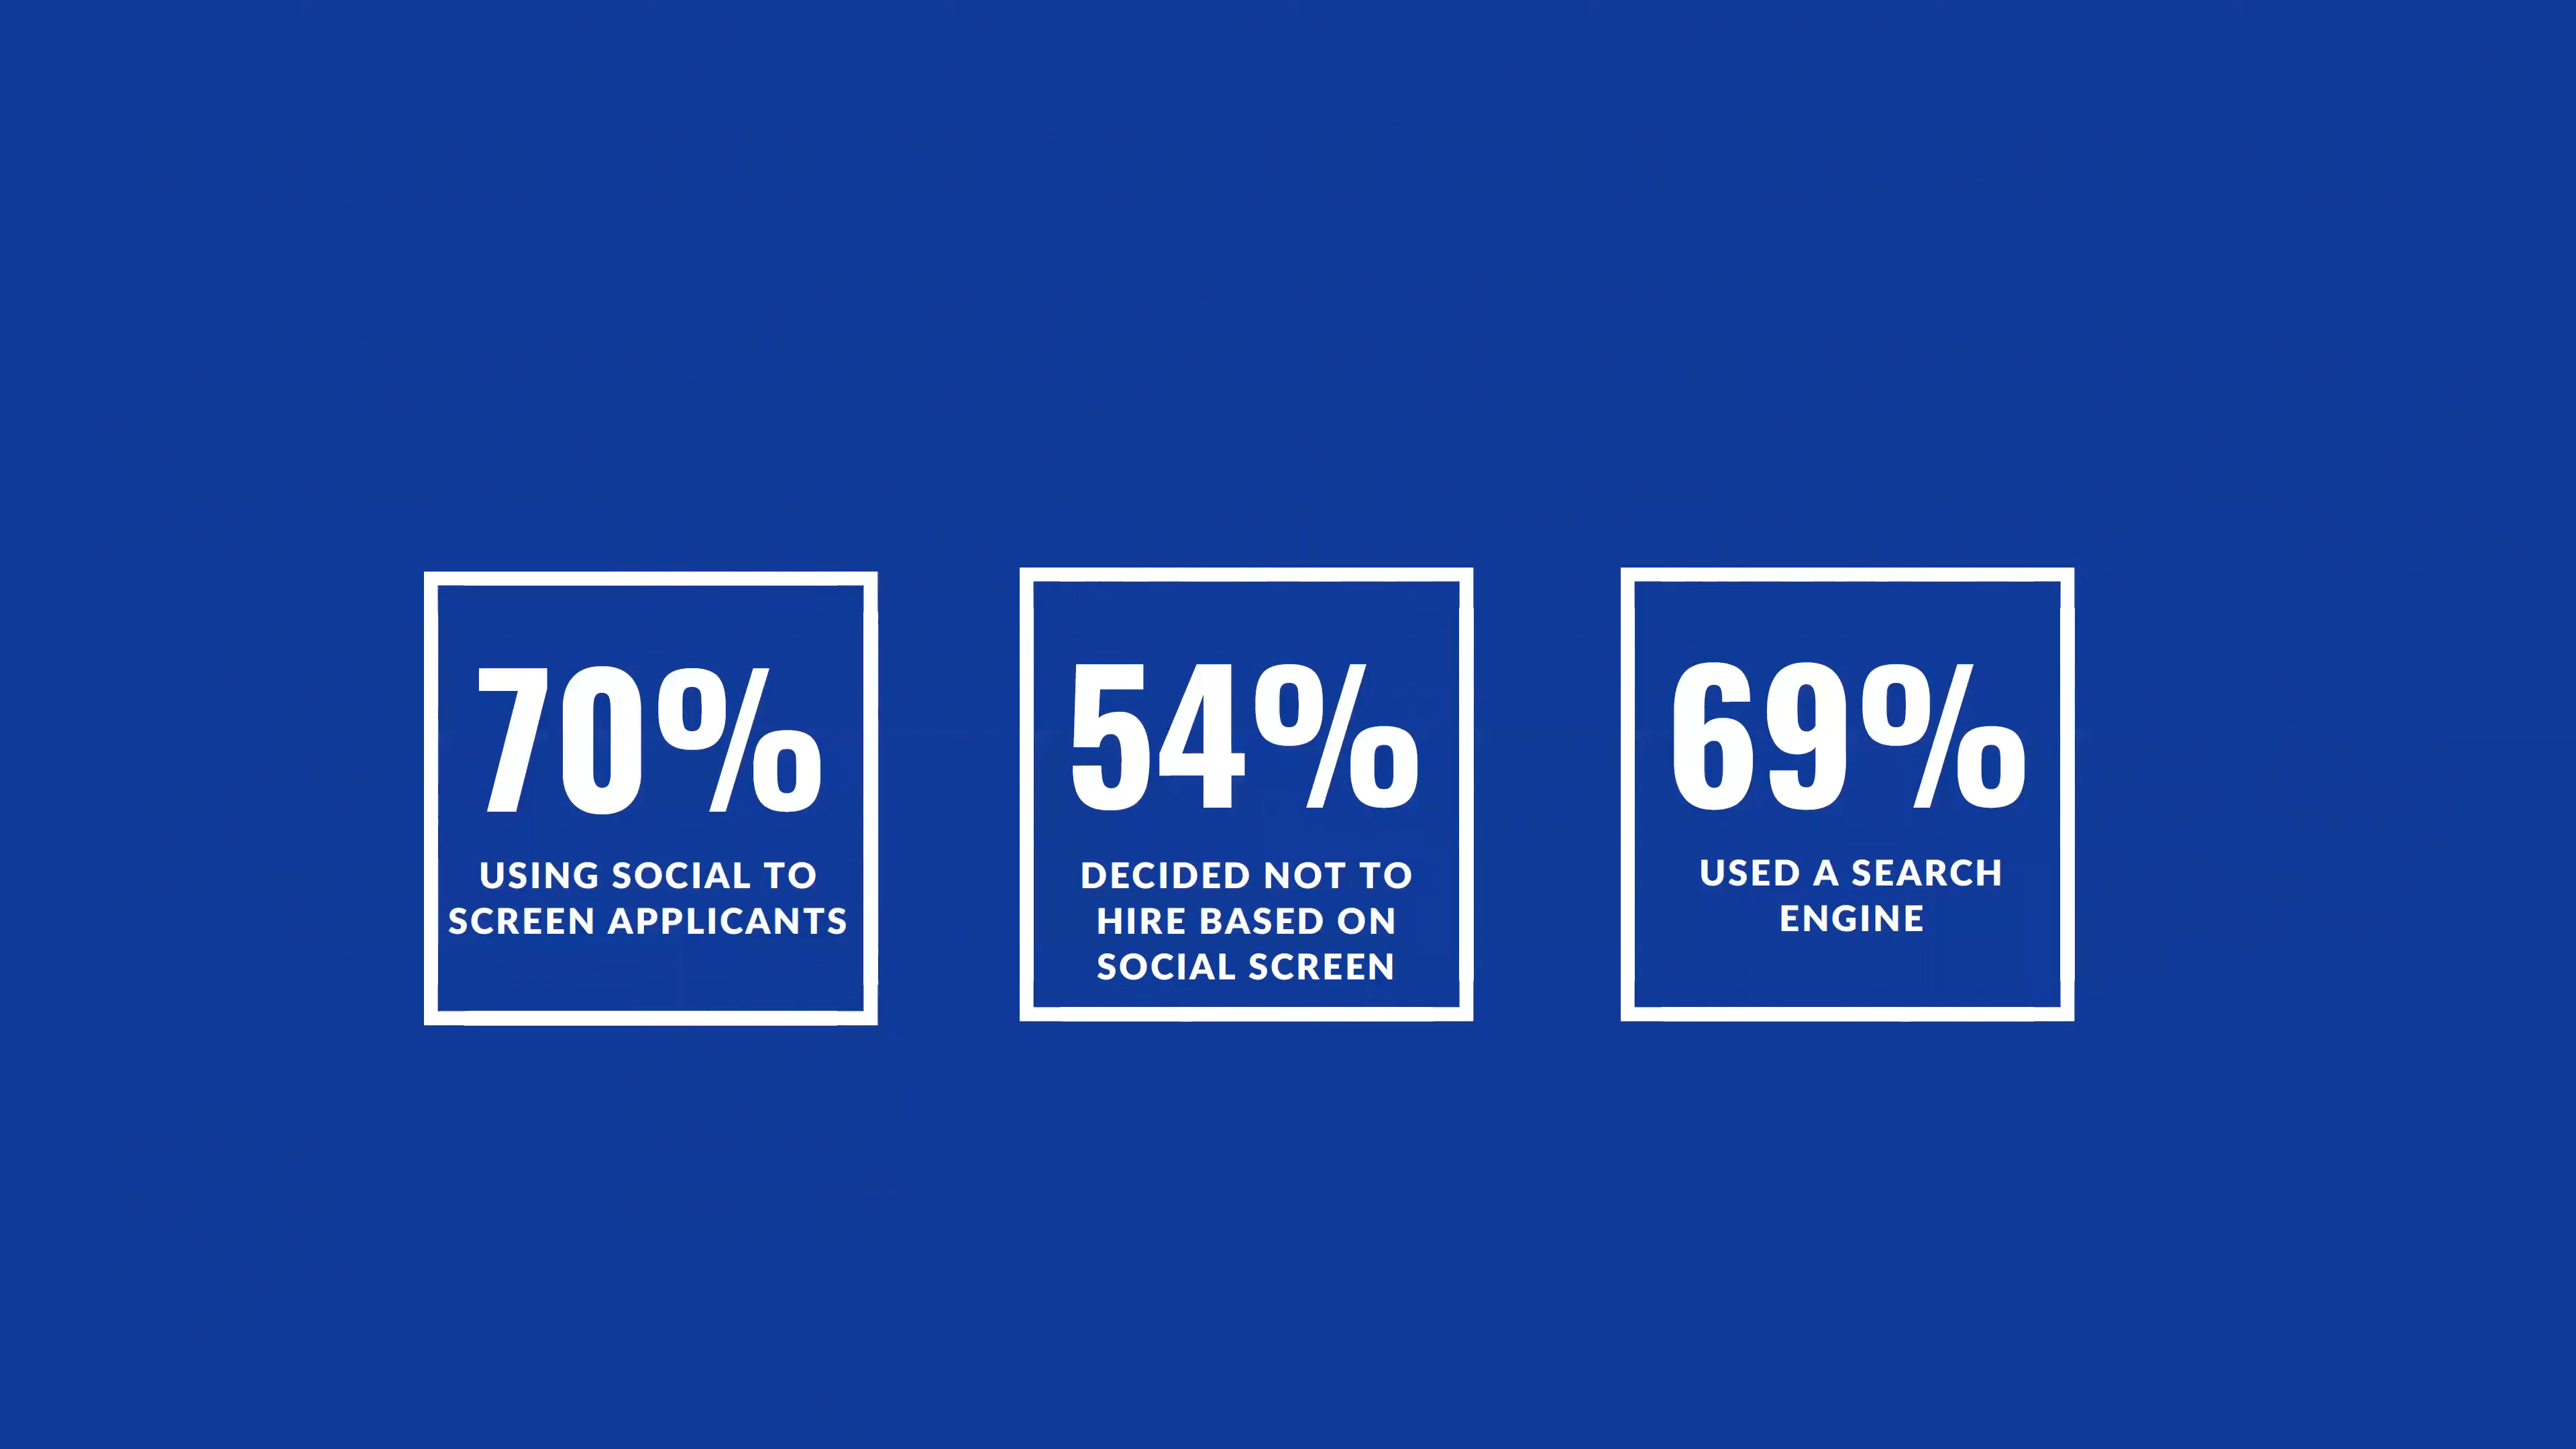 70%
USING SOCIAL TO
SCREEN APPLICANTS
54%
DECIDED NOT TO
HIRE BASED ON
SOCIAL SCREEN
69%
USED A SEARCH
ENGINE